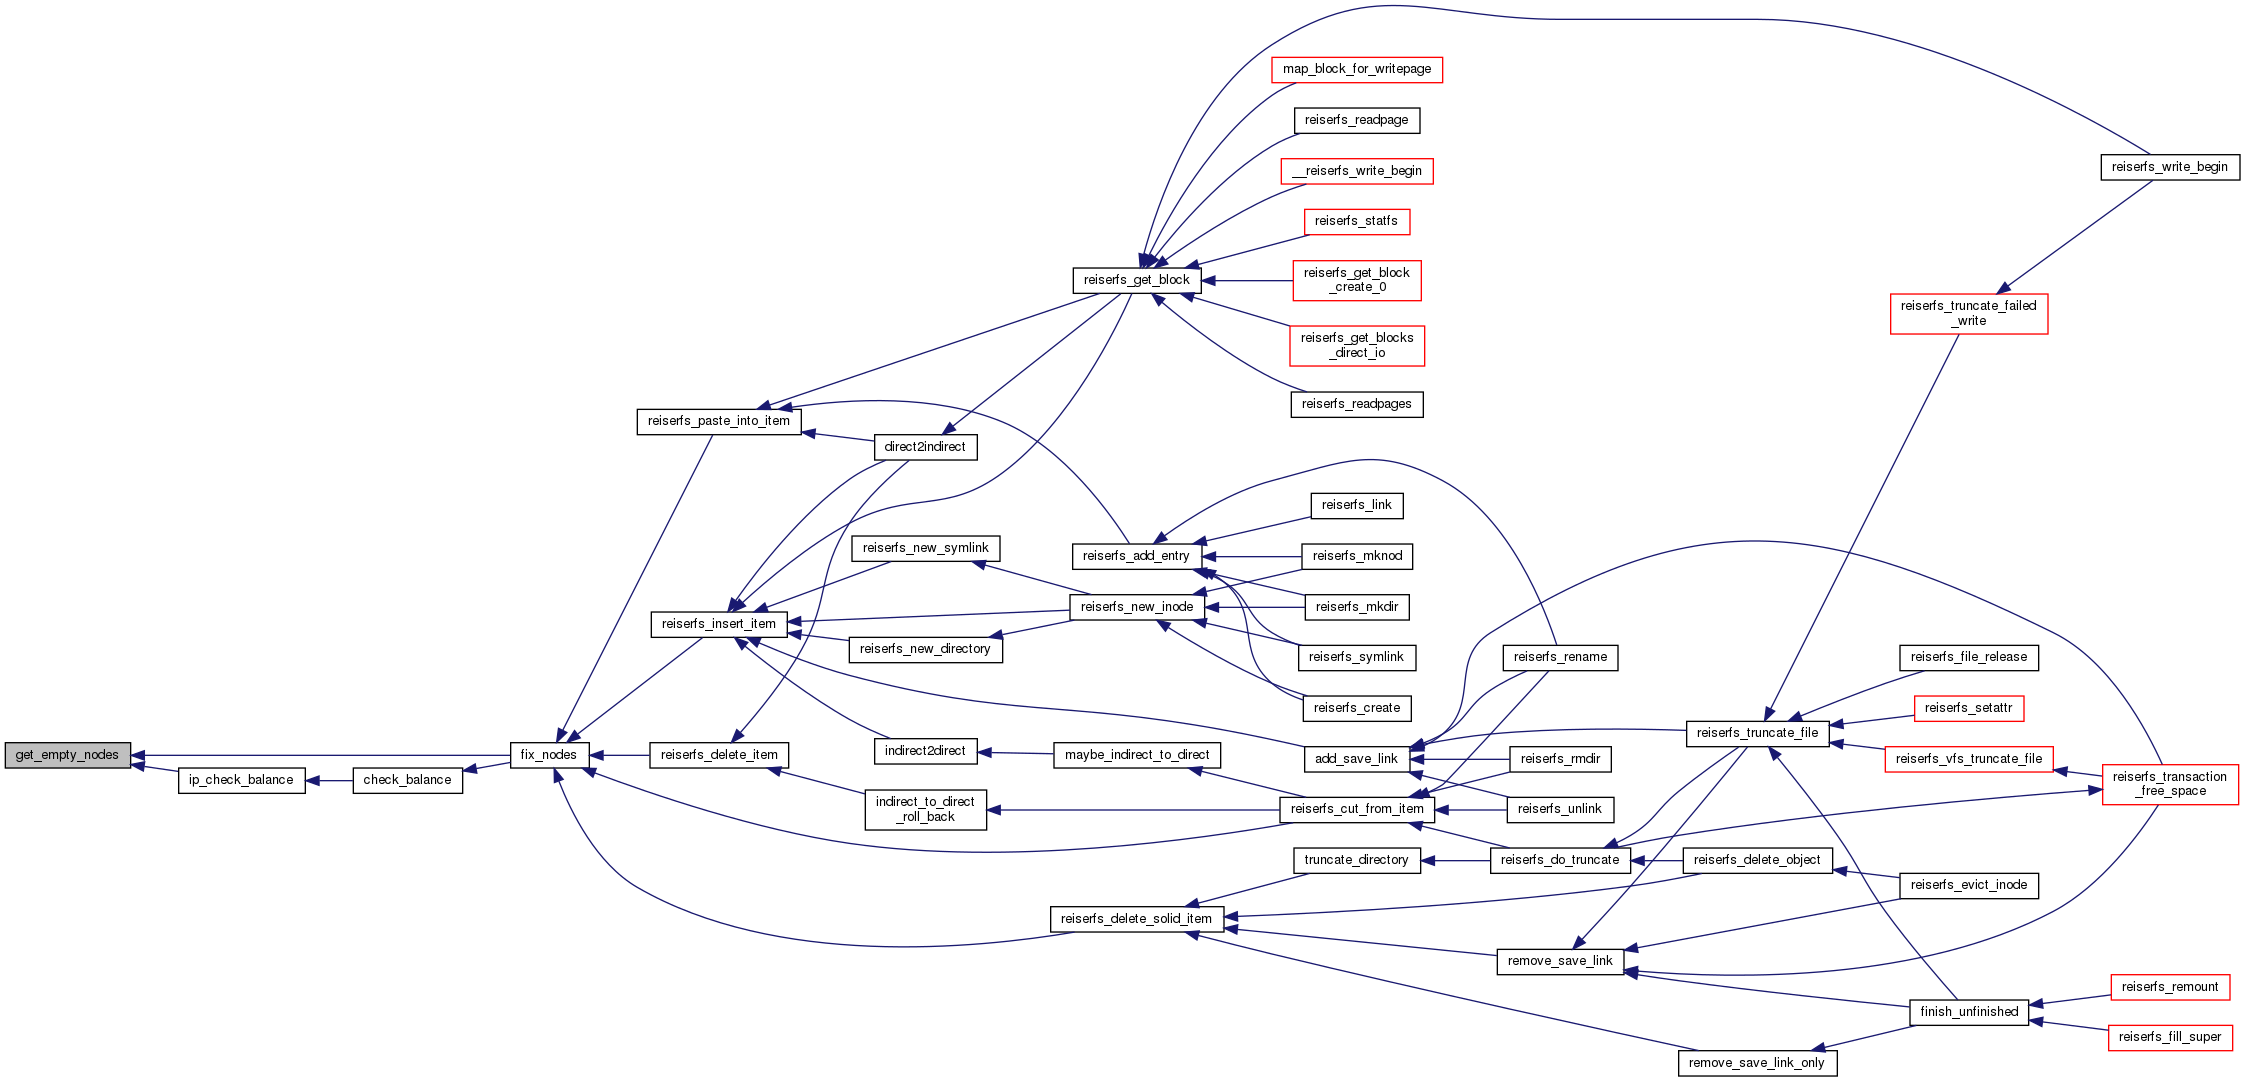 map_block_for_writepage
reiserfs_readpage
reiserfs_write_begin
__reiserfs_write_begin
reiserfs_statfs
reiserfs_get_block
reiserfs_get_block
_create_0
reiserfs_truncate_failed
_write
reiserfs_get_blocks
_direct_io
reiserfs_readpages
reiserfs_paste_into_item
direct2indirect
reiserfs_link
reiserfs_new_symlink
reiserfs_add_entry
reiserfs_mknod
reiserfs_new_inode
reiserfs_mkdir
reiserfs_insert_item
reiserfs_new_directory
reiserfs_symlink
reiserfs_rename
reiserfs_file_release
reiserfs_create
reiserfs_setattr
reiserfs_truncate_file
get_empty_nodes
fix_nodes
reiserfs_delete_item
indirect2direct
maybe_indirect_to_direct
add_save_link
reiserfs_rmdir
reiserfs_vfs_truncate_file
ip_check_balance
check_balance
reiserfs_transaction
_free_space
indirect_to_direct
_roll_back
reiserfs_cut_from_item
reiserfs_unlink
truncate_directory
reiserfs_do_truncate
reiserfs_delete_object
reiserfs_evict_inode
reiserfs_delete_solid_item
remove_save_link
reiserfs_remount
finish_unfinished
reiserfs_fill_super
remove_save_link_only